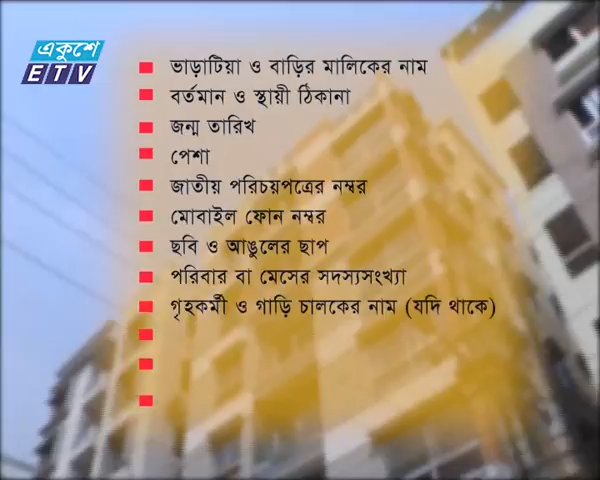 একুশে
ETV
ভাড়াটিয়া ও বাড়ির মালিকের নাম
বর্তমান ও স্থায়ী ঠিকানা
জন্ম তারিখ
পেশা
জাতীয় পরিচয়পত্রের নম্বর
মোবাইল ফোন নম্বর
ছবি ও আঙুলের ছাপ
পরিবার বা মেসের সদস্যসংখ্যা
গৃহকর্মী ও গাড়ি চালকের নাম (যদি থাকে)